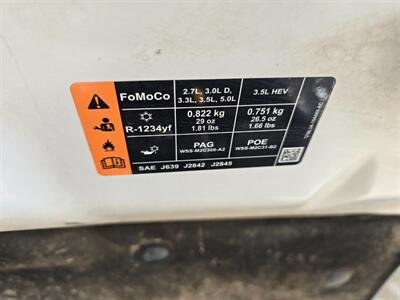 FoMoCo
2.7L, 3.0L D,
3.3L, 3.5L, 5.0L
3.5L HEV
R-1234yf
0.822 kg
29 oz
1.81 lbs
0.751 kg
26.5 oz
1.66 lbs
PAG
WSS-M2C300-A2
POE
WSS-M2C31-B2
SAE J639 J2842 J2845